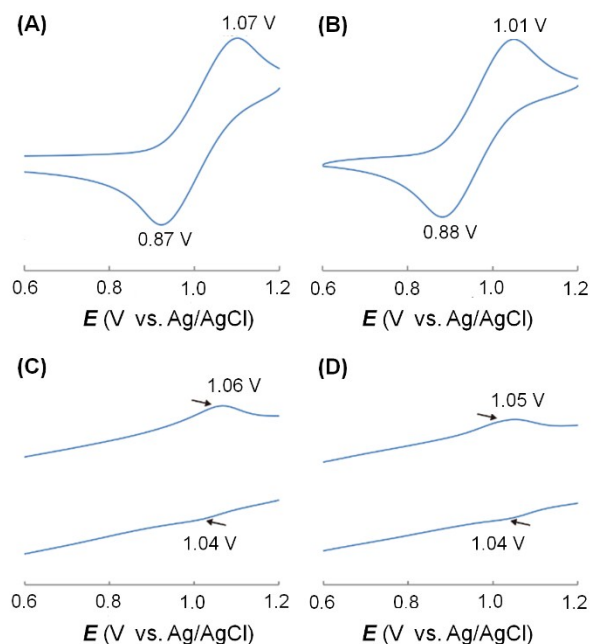 (A)
1.07 V
0.87 V
0.6 0.8 1.0 1.2
E (V vs. Ag/AgCl)
(B)
1.01 V
0.88 V
0.6 0.8 1.0 1.2
E (V vs. Ag/AgCl)
(C)
1.06 V
1.04 V
0.6 0.8 1.0 1.2
E (V vs. Ag/AgCl)
(D)
1.05 V
1.04 V
0.6 0.8 1.0 1.2
E (V vs. Ag/AgCl)